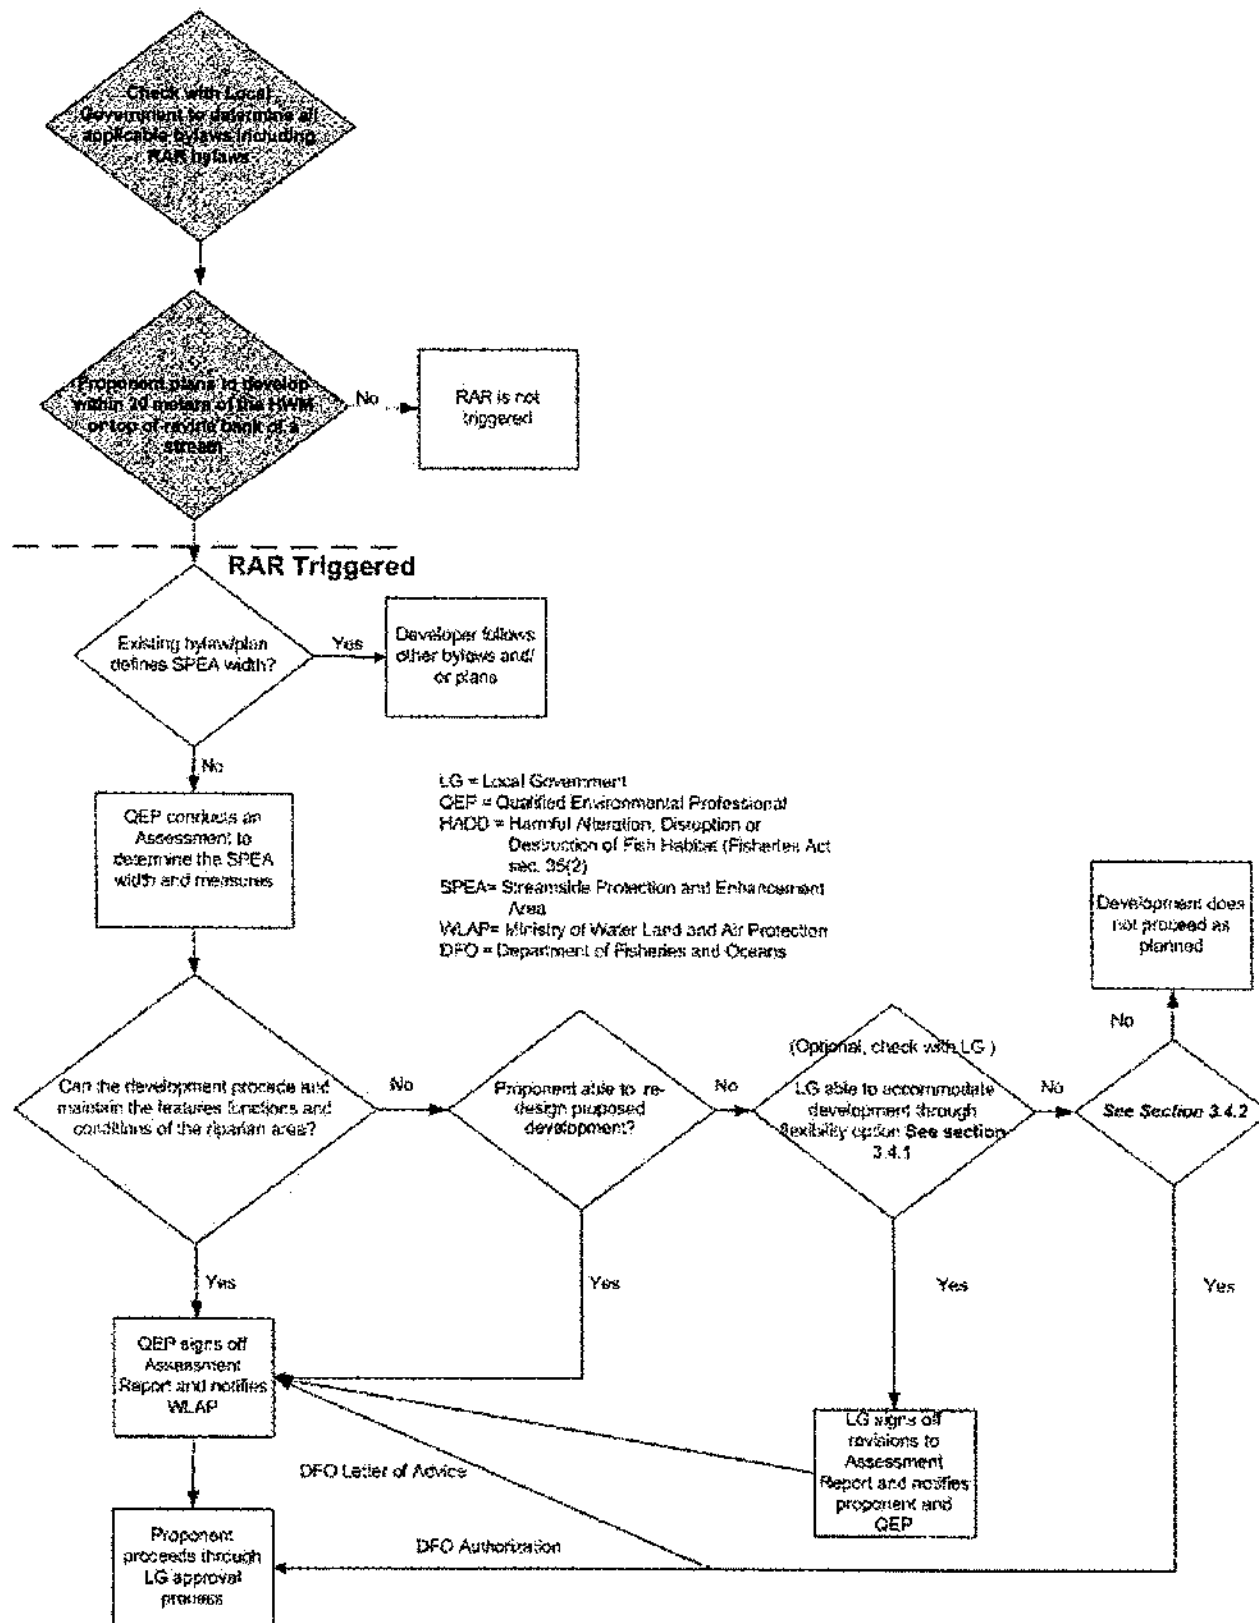 Check with Local
Government to determine all
applicable bylaws including
RAR bylaws
Proponent plans to develop
within 30 meters of the HWM
or top of ravine bank of a
stream
No
RAR is not
triggered
RAR Triggered
Existing bylaw/plan
defines SPEA width?
Yes
Developer follows
other bylaws and/
or plans
No
QEP conducts an
Assessment to
determine the SPEA
width and measures
LG = Local Government
QEP = Qualified Environmental Professional
HADD = Harmful Alteration, Disruption or
Destruction of Fish Habitat (Fisheries Act
sec. 35(2)
SPEA= Streamside Protection and Enhancement
Area
WLAP= Ministry of Water Land and Air Protection
DFO = Department of Fisheries and Oceans
Development does
not proceed as
planned
No
Can the development procede and
maintain the features functions and
conditions of the riparian area?
No
Proponent able to re-
design proposed
development?
No
(Optional, check with LG )
LG able to accommodate
development through
flexibility option See section
3.4.1
No
See Section 3.4.2
Yes
Yes
Yes
Yes
QEP signs off
Assessment
Report and notifies
WLAP
LG signs off
revisions to
Assessment
Report and notifies
proponent and
QEP
DFO Letter of Advice
DFO Authorization
Proponent
proceeds through
LG approval
process